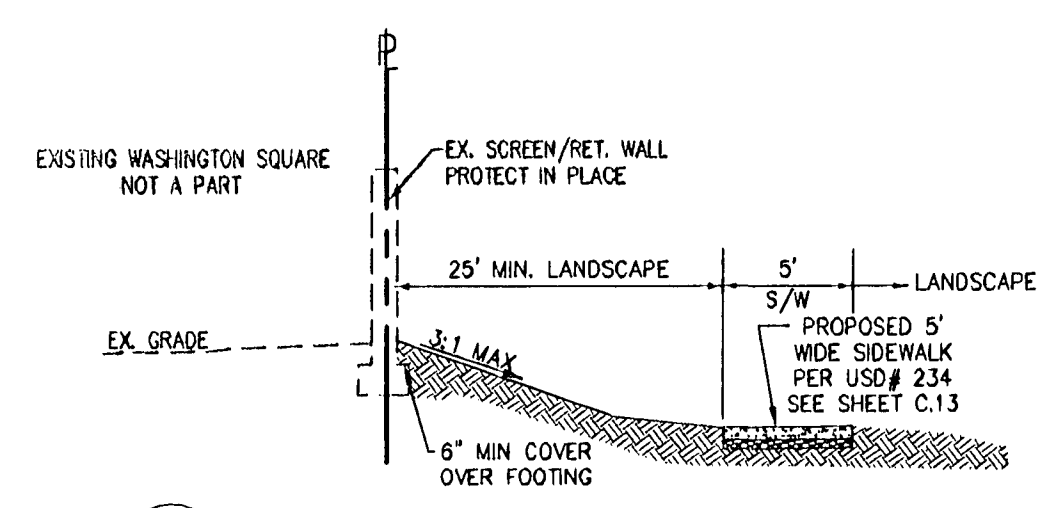 P
EXISTING WASHINGTON SQUARE
NOT A PART
EX. SCREEN/RET. WALL
PROTECT IN PLACE
25' MIN. LANDSCAPE
5'
S/W
LANDSCAPE
EX. GRADE
3:1 MAX
PROPOSED 5'
WIDE SIDEWALK
PER USD# 234
SEE SHEET C.13
6" MIN COVER
OVER FOOTING